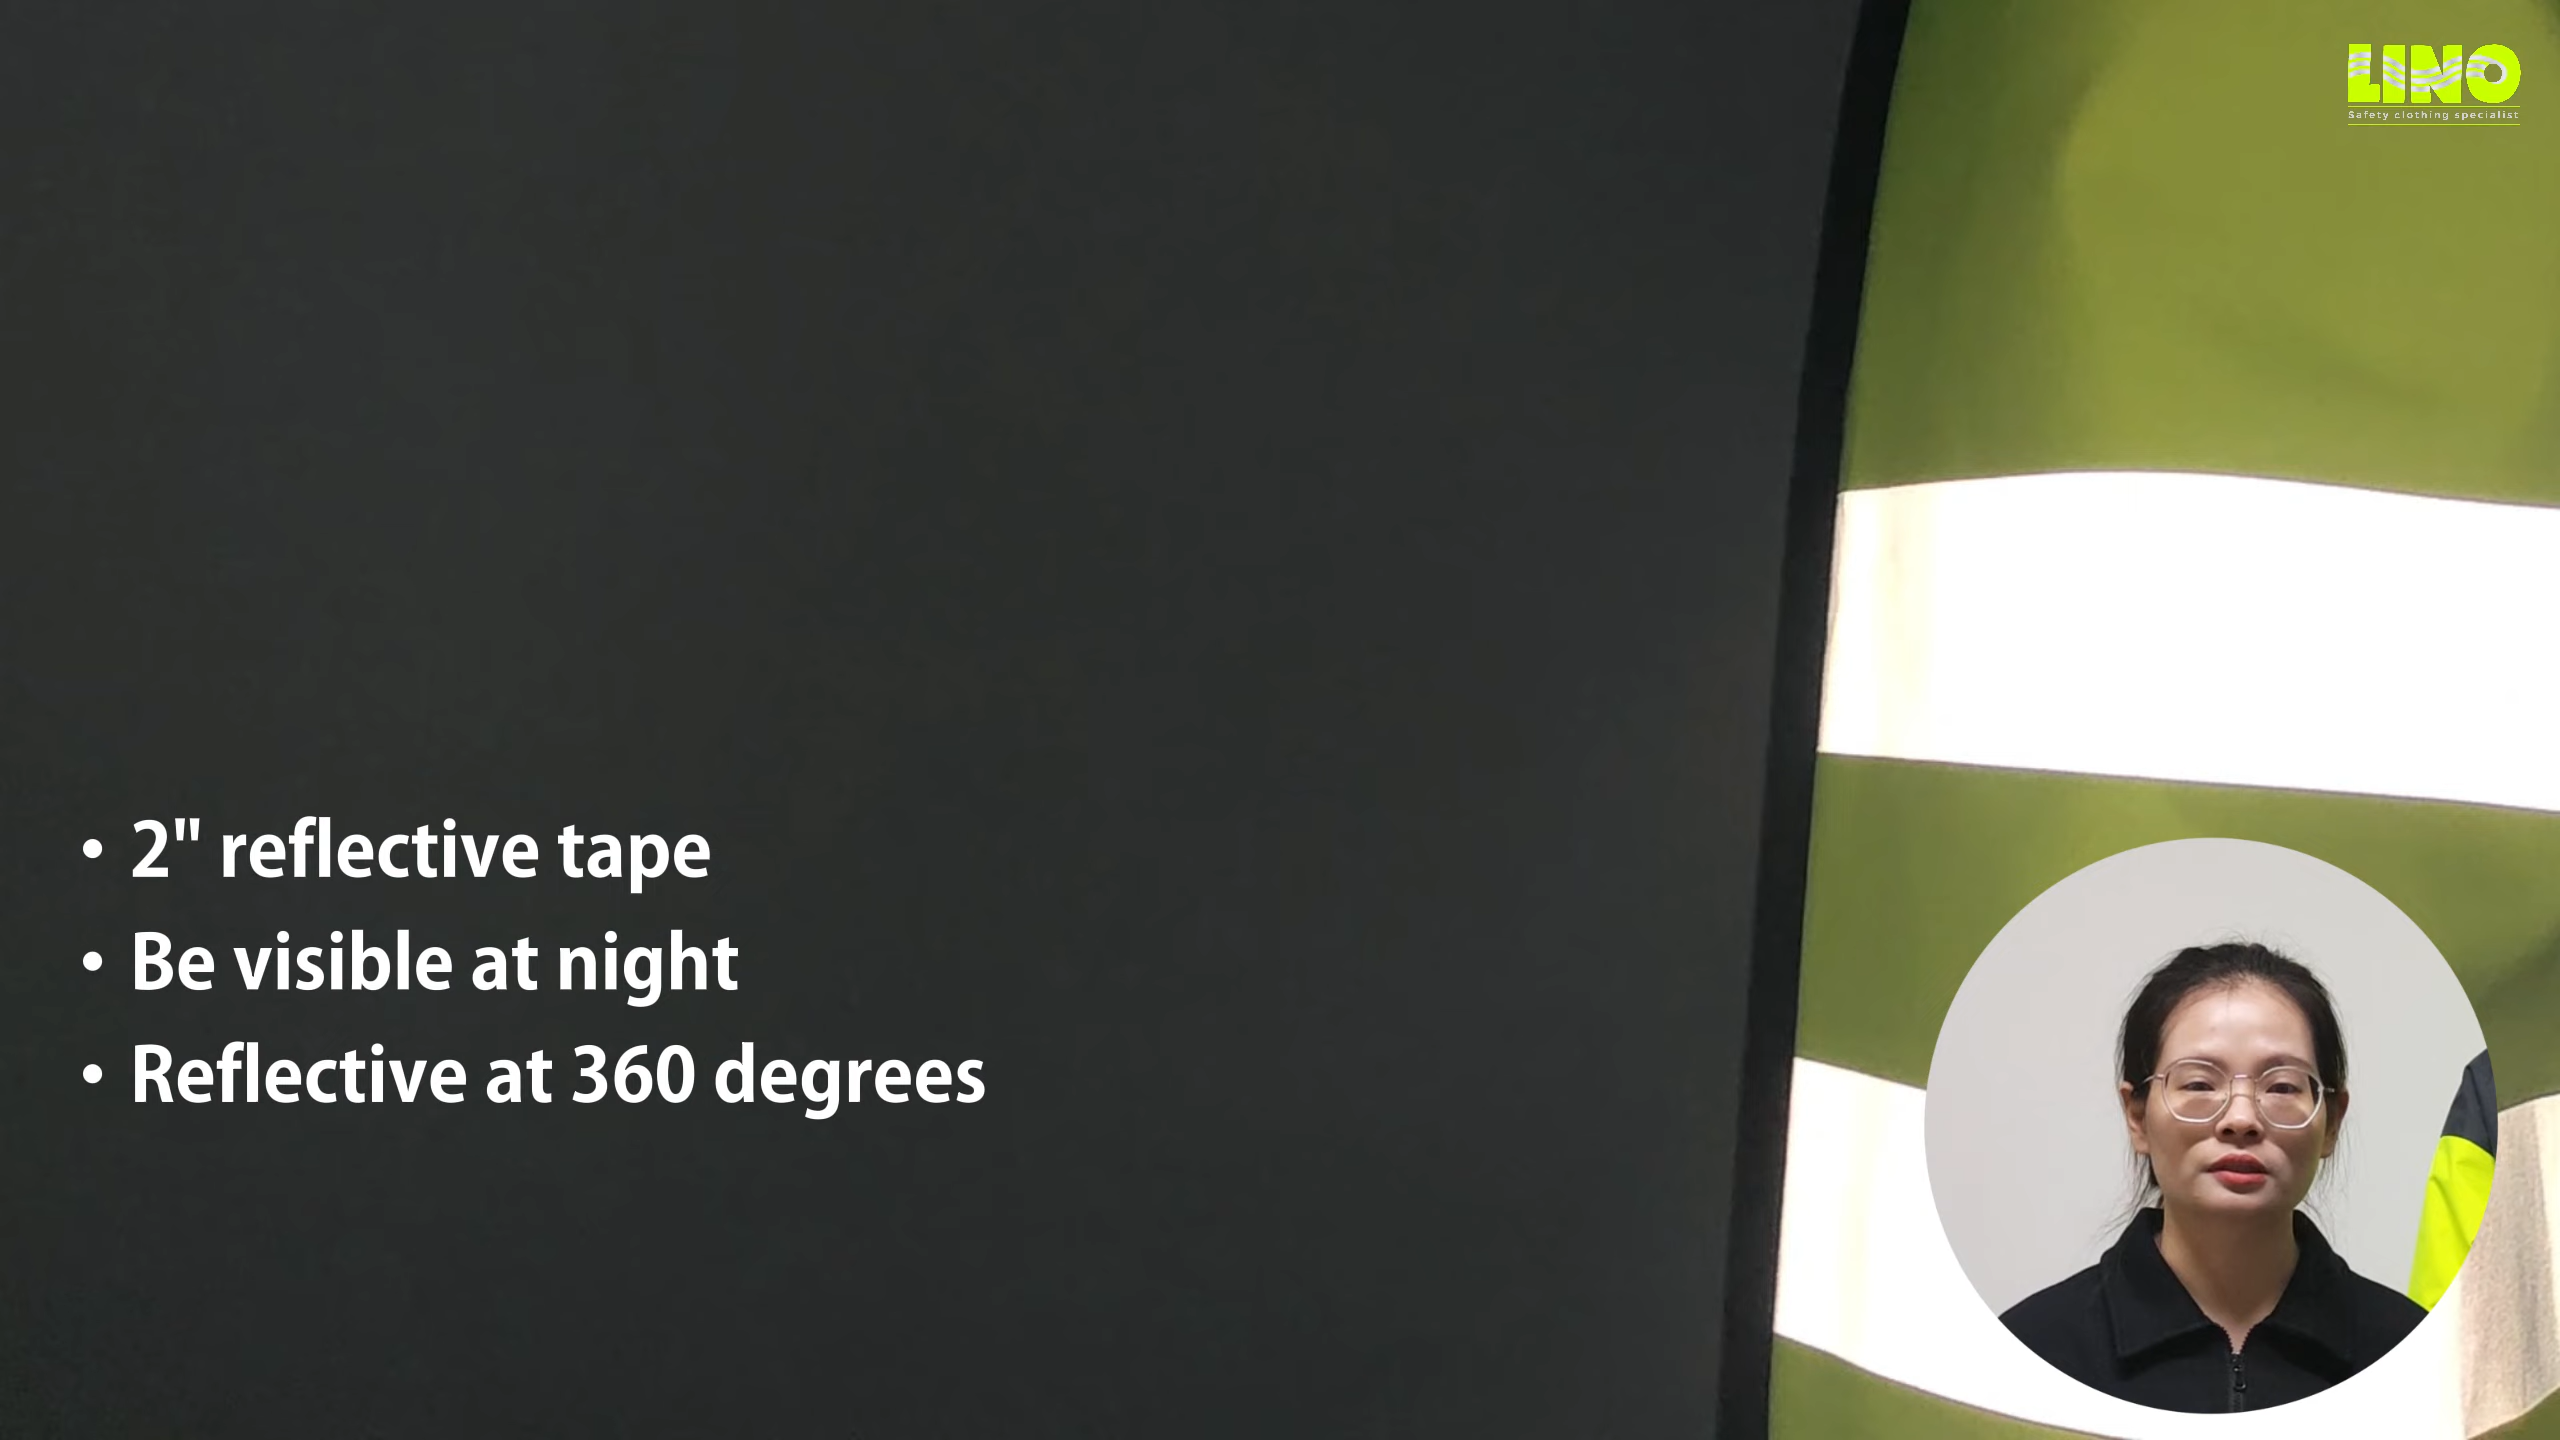 LINO
Safety clothing specialist
• 2" reflective tape
• Be visible at night
• Reflective at 360 degrees